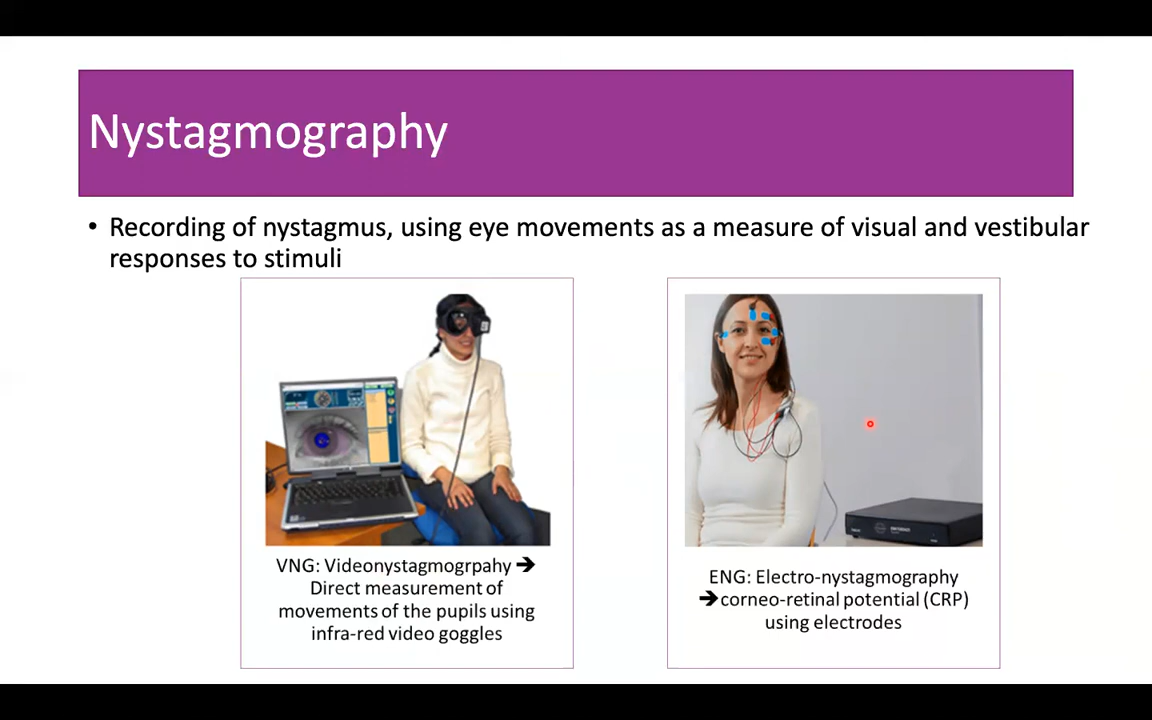 Nystagmography
• Recording of nystagmus, using eye movements as a measure of visual and vestibular
responses to stimuli
VNG: Videonystagmogrpahy ➔
Direct measurement of
movements of the pupils using
infra-red video goggles
ENG: Electro-nystagmography
➔corneo-retinal potential (CRP)
using electrodes